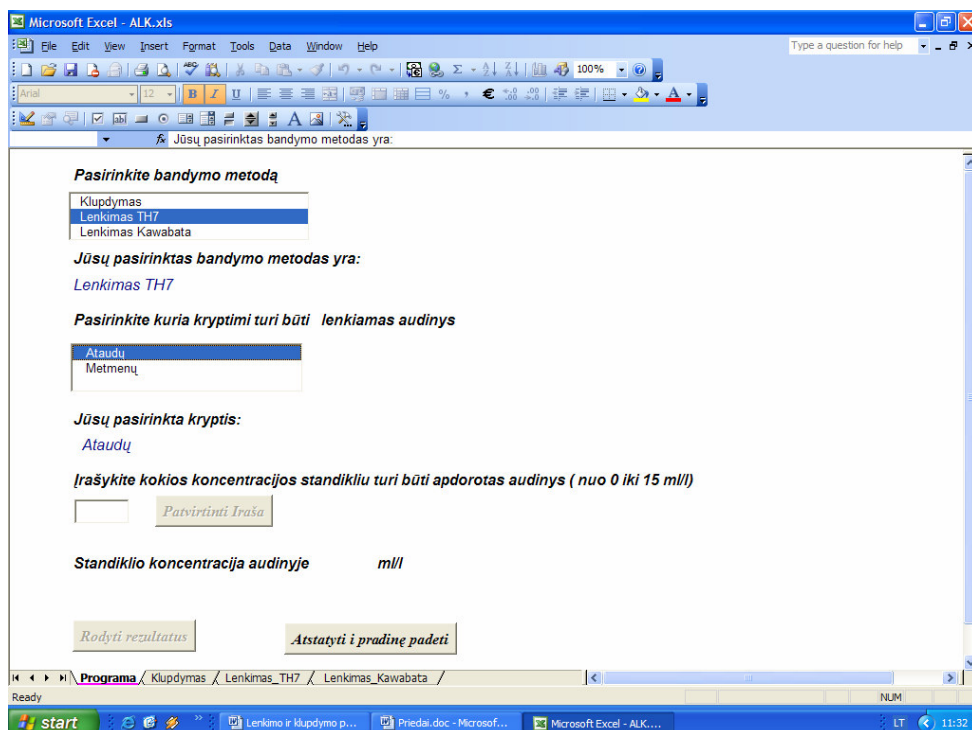 Microsoft Excel - ALK.xls
File Edit View Insert Format Tools Data Window Help Type a question for help
100%
Arial 12 B I U
fx Jūsų pasirinktas bandymo metodas yra:
Pasirinkite bandymo metodą
Klupdymas
Lenkimas TH7
Lenkimas Kawabata
Jūsų pasirinktas bandymo metodas yra:
Lenkimas TH7
Pasirinkite kuria kryptimi turi būti lenkiamas audinys
Ataudų
Metmenų
Jūsų pasirinkta kryptis:
Ataudų
Įrašykite kokios koncentracijos standikliu turi būti apdorotas audinys ( nuo 0 iki 15 ml/l)
Patvirtinti Iraša
Standiklio koncentracija audinyje ml/l
Rodyti rezultatus Atstatyti i pradinę padeti
Programa Klupdymas Lenkimas_TH7 Lenkimas_Kawabata
Ready NUM
start Lenkimo ir klupdymo p... Priedai.doc - Microsof... Microsoft Excel - ALK.... LT 11:32